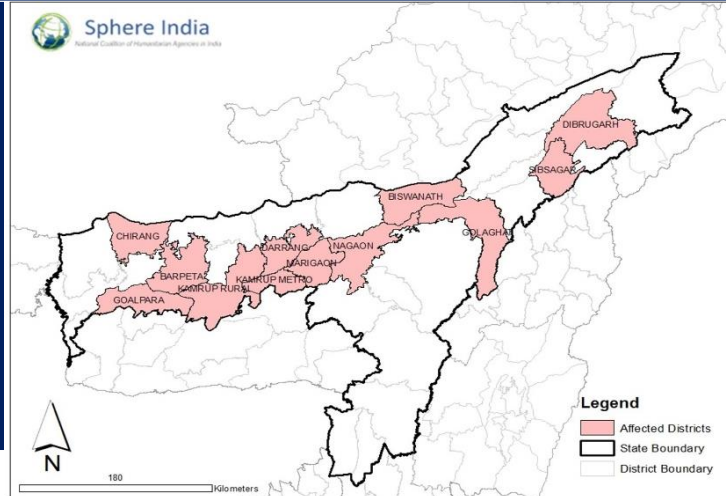 Sphere India
National Coalition of Humanitarian Agencies in India
DIBRUGARH
SIBSAGAR
BISWANATH
CHIRANG
GOLAGHAT
DARRANG
NAGAON
MARIGAON
BARPETA
KAMRUP METRO
KAMRUP RURAL
GOALPARA
Legend
Affected Districts
State Boundary
District Boundary
N
180
Kilometers